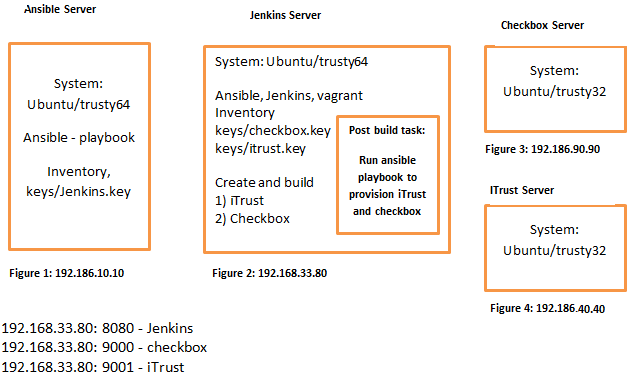 Ansible Server
System:
Ubuntu/trusty64
Ansible - playbook
Inventory,
keys/Jenkins.key
Figure 1: 192.186.10.10
Jenkins Server
System: Ubuntu/trusty64
Ansible, Jenkins, vagrant
Inventory
keys/checkbox.key
keys/itrust.key
Create and build
1) iTrust
2) Checkbox
Post build task:
Run ansible
playbook to
provision iTrust
and checkbox
Figure 2: 192.168.33.80
Checkbox Server
System:
Ubuntu/trusty32
Figure 3: 192.186.90.90
ITrust Server
System:
Ubuntu/trusty32
Figure 4: 192.186.40.40
192.168.33.80: 8080 - Jenkins
192.168.33.80: 9000 - checkbox
192.168.33.80: 9001 - iTrust